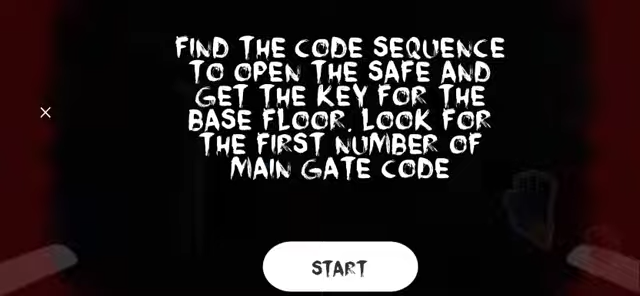 FIND THE CODE SEQUENCE
TO OPEN THE SAFE AND
GET THE KEY FOR THE
BASE FLOOR. LOOK FOR
THE FIRST NUMBER OF
MAIN GATE CODE
START